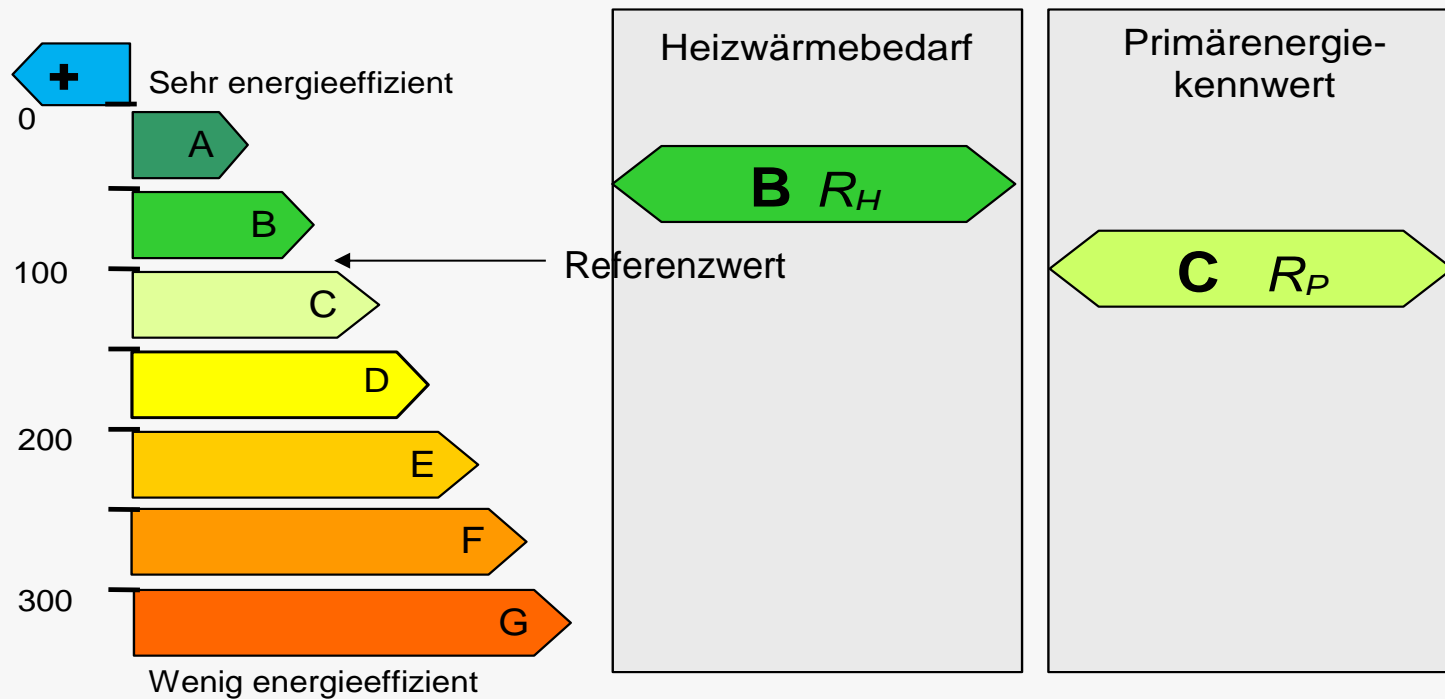 +
Sehr energieeffizient
0
A
B
100
C
D
200
E
F
300
G
Wenig energieeffizient
Referenzwert
Heizwärmebedarf
B R_H
Primärenergie-
kennwert
C R_P